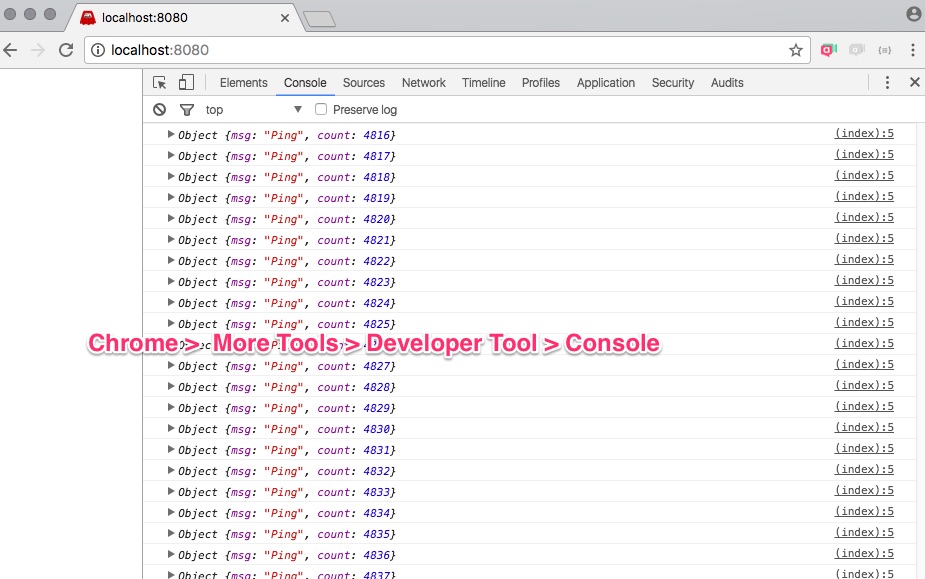 localhost:8080
localhost:8080
Elements Console Sources Network Timeline Profiles Application Security Audits
top Preserve log
Object {msg: "Ping", count: 4816} (index):5
Object {msg: "Ping", count: 4817} (index):5
Object {msg: "Ping", count: 4818} (index):5
Object {msg: "Ping", count: 4819} (index):5
Object {msg: "Ping", count: 4820} (index):5
Object {msg: "Ping", count: 4821} (index):5
Object {msg: "Ping", count: 4822} (index):5
Object {msg: "Ping", count: 4823} (index):5
Object {msg: "Ping", count: 4824} (index):5
Object {msg: "Ping", count: 4825} (index):5
Chrome > More Tools > Developer Tool > Console (index):5
Object {msg: "Ping", count: 4827} (index):5
Object {msg: "Ping", count: 4828} (index):5
Object {msg: "Ping", count: 4829} (index):5
Object {msg: "Ping", count: 4830} (index):5
Object {msg: "Ping", count: 4831} (index):5
Object {msg: "Ping", count: 4832} (index):5
Object {msg: "Ping", count: 4833} (index):5
Object {msg: "Ping", count: 4834} (index):5
Object {msg: "Ping", count: 4835} (index):5
Object {msg: "Ping", count: 4836} (index):5
Object {msg: "Ping", count: 4837} (index):5